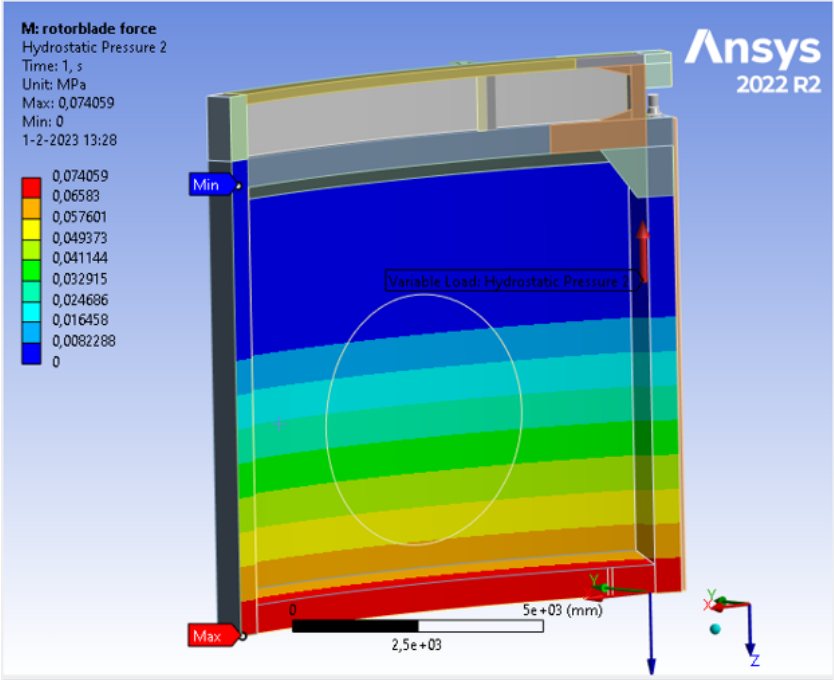 M: rotorblade force
Hydrostatic Pressure 2
Time: 1, s
Unit: MPa
Max: 0,074059
Min: 0
1-2-2023 13:28
Ansys
2022 R2
0,074059
0,06583
0,057601
0,049373
0,041144
0,032915
0,024686
0,016458
0,0082288
0
Min
Variable Load: Hydrostatic Pressure 2
Max
0
5e+03 (mm)
2,5e+03
Y
Y
X
Z